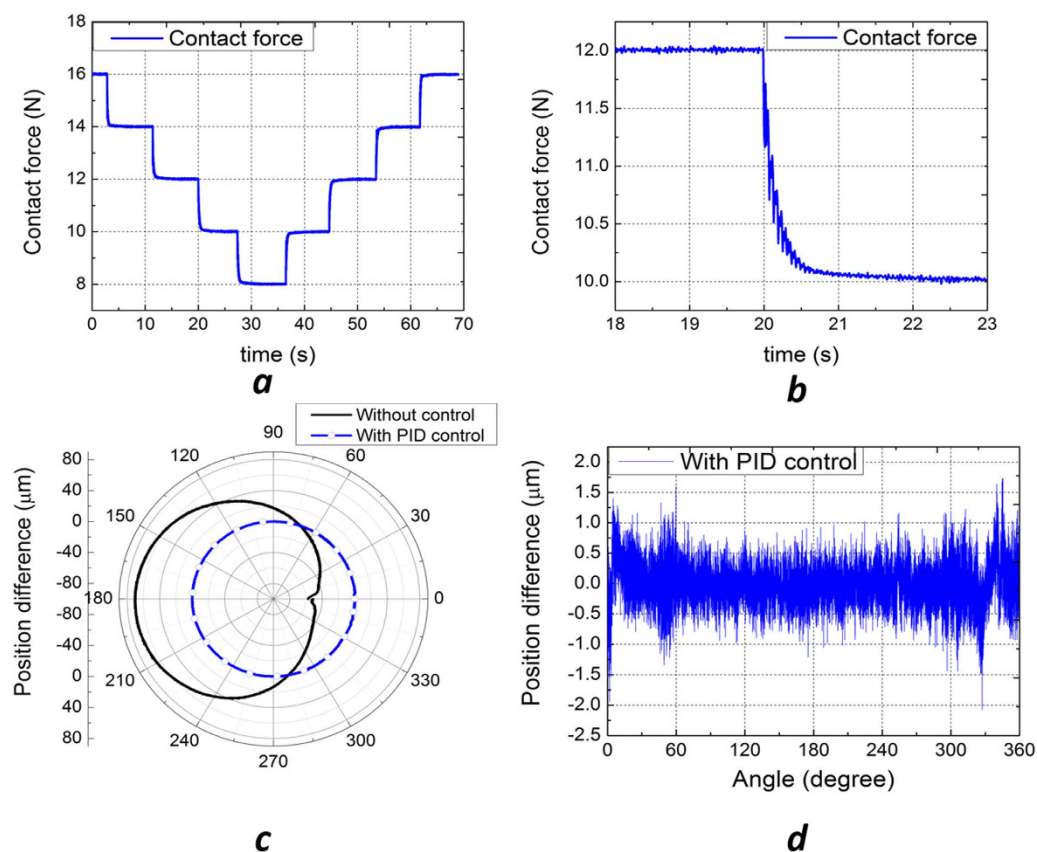 Contact force
Contact force (N)
18
16
14
12
10
8
0 10 20 30 40 50 60 70
time (s)
a
Contact force
Contact force (N)
12.0
11.5
11.0
10.5
10.0
18 19 20 21 22 23
time (s)
b
Without control
With PID control
Position difference (μm)
80
40
0
-40
-80
-80
-40
0
40
80
90
120 60
150 30
180 0
210 330
240 300
270
c
With PID control
Position difference (μm)
2.0
1.5
1.0
0.5
0.0
-0.5
-1.0
-1.5
-2.0
-2.5
0 60 120 180 240 300 360
Angle (degree)
d